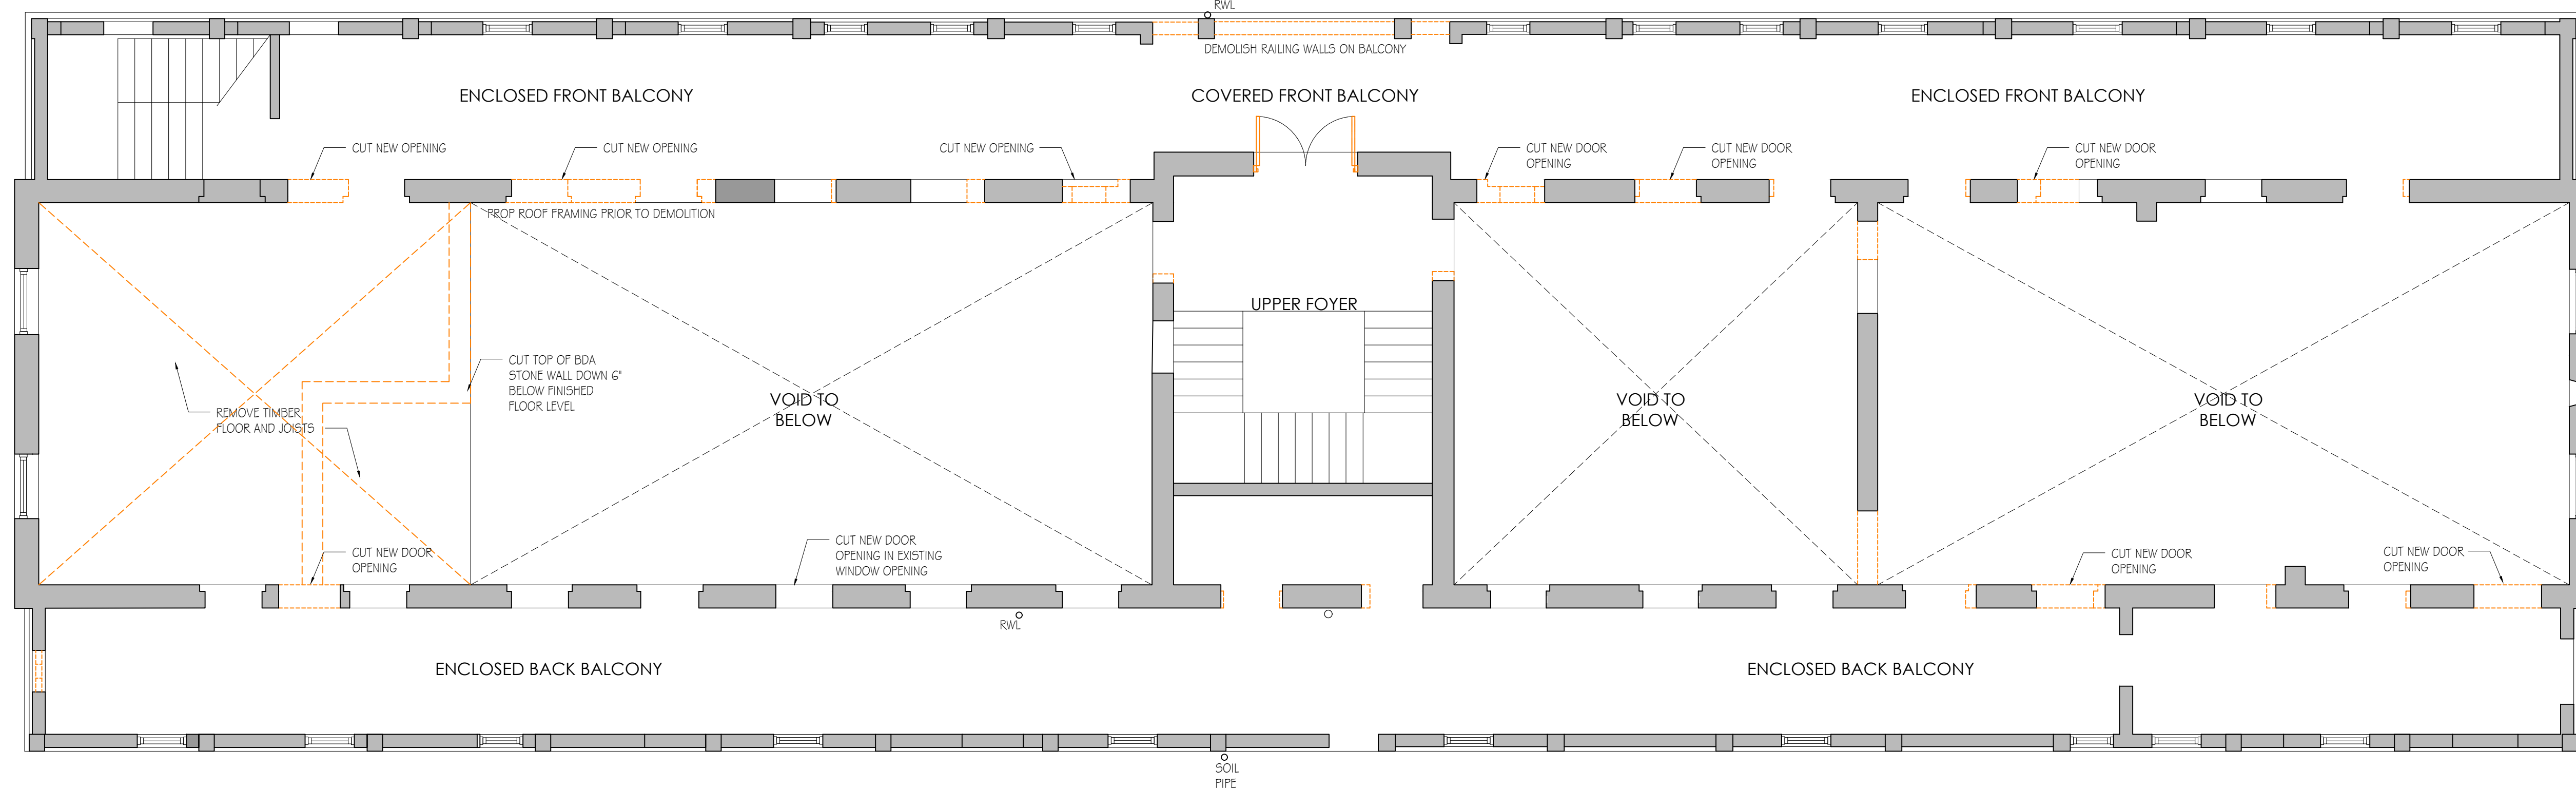 RWL
DEMOLISH RAILING WALLS ON BALCONY
ENCLOSED FRONT BALCONY
COVERED FRONT BALCONY
ENCLOSED FRONT BALCONY
CUT NEW OPENING
CUT NEW OPENING
CUT NEW OPENING
CUT NEW DOOR
OPENING
CUT NEW DOOR
OPENING
CUT NEW DOOR
OPENING
PROP ROOF FRAMING PRIOR TO DEMOLITION
UPPER FOYER
CUT TOP OF BDA
STONE WALL DOWN 6"
BELOW FINISHED
FLOOR LEVEL
REMOVE TIMBER
FLOOR AND JOISTS
VOID TO
BELOW
VOID TO
BELOW
VOID TO
BELOW
CUT NEW DOOR
OPENING
CUT NEW DOOR
OPENING IN EXISTING
WINDOW OPENING
CUT NEW DOOR
OPENING
CUT NEW DOOR
OPENING
RWL
ENCLOSED BACK BALCONY
ENCLOSED BACK BALCONY
SOIL
PIPE